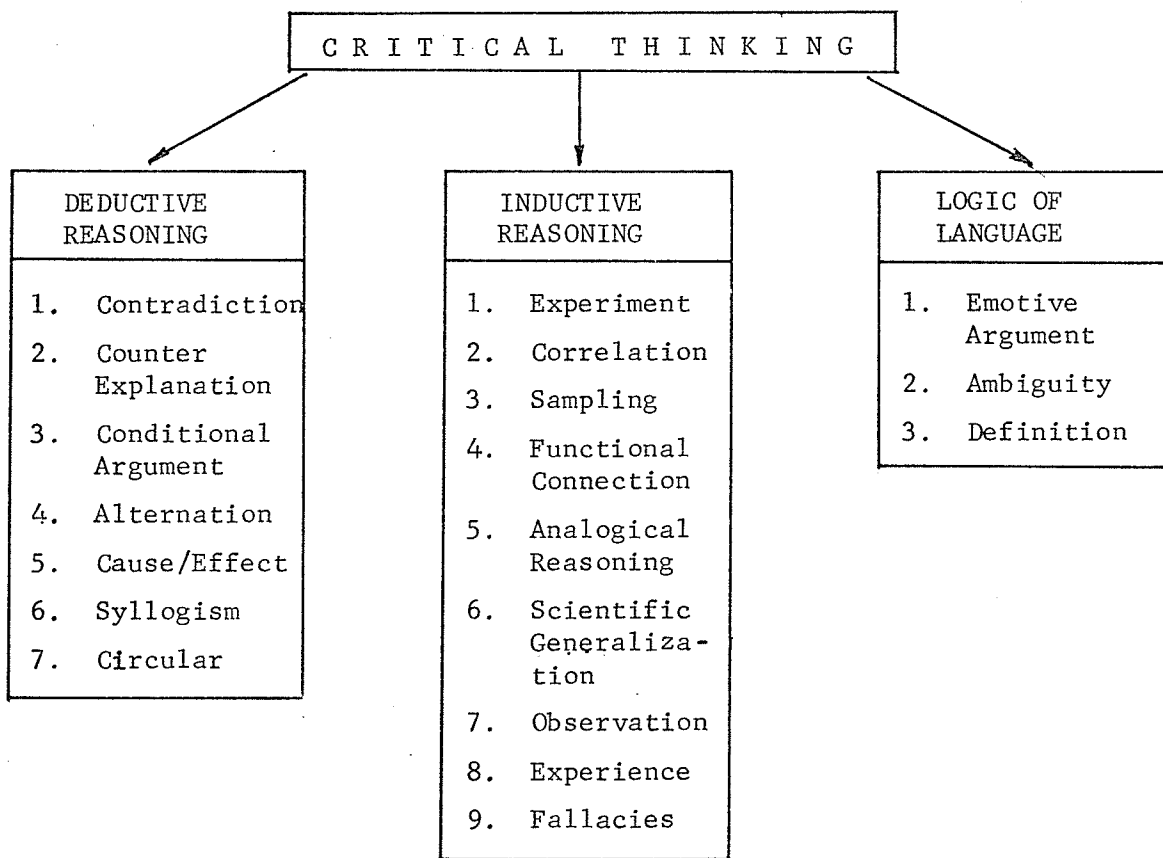 CRITICAL THINKING
DEDUCTIVE
REASONING
1. Contradiction
2. Counter
Explanation
3. Conditional
Argument
4. Alternation
5. Cause/Effect
6. Syllogism
7. Circular
INDUCTIVE
REASONING
1. Experiment
2. Correlation
3. Sampling
4. Functional
Connection
5. Analogical
Reasoning
6. Scientific
Generaliza-
tion
7. Observation
8. Experience
9. Fallacies
LOGIC OF
LANGUAGE
1. Emotive
Argument
2. Ambiguity
3. Definition